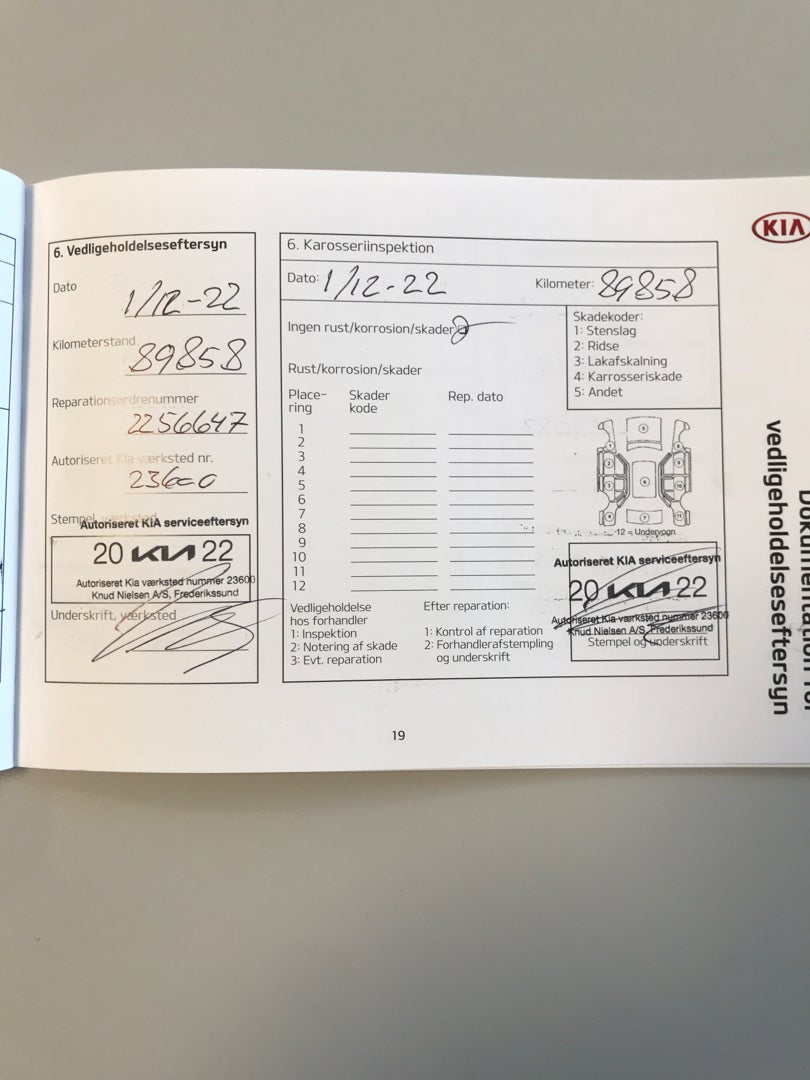 KIA
6. Vedligeholdelseseftersyn
Dato
1/12-22
Kilometerstand
89858
Reparationsordrenummer
2256647
Autoriseret Kia værksted nr.
23600
Stempel, værksted
Autoriseret KIA serviceeftersyn
20 KIA 22
Autoriseret Kia værksted nummer 23600
Knud Nielsen A/S, Frederikssund
Underskrift, værksted
6. Karosseriinspektion
Dato: 1/12-22 Kilometer: 89858
Ingen rust/korrosion/skader
Skadekoder:
1: Stenslag
2: Ridse
3: Lakafskalning
4: Karrosseriskade
5: Andet
Rust/korrosion/skader
Place-
ring
Skader
kode
Rep. dato
1
2
3
4
5
6
7
8
9
10
11
12
12 = Undervogn
Autoriseret KIA serviceeftersyn
20 KIA 22
Autoriseret Kia værksted nummer 23600
Knud Nielsen A/S, Frederikssund
Stempel og underskrift
Vedligeholdelse
hos forhandler
1: Inspektion
2: Notering af skade
3: Evt. reparation
Efter reparation:
1: Kontrol af reparation
2: Forhandlerafstempling
og underskrift
19
vedligeholdelseseftersyn